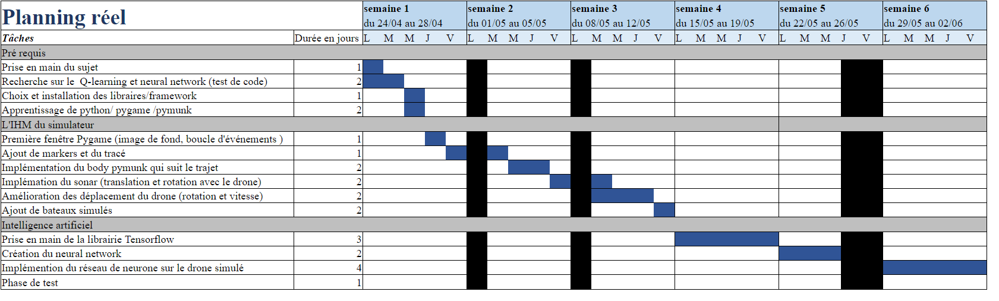 Planning réel semaine 1 semaine 2 semaine 3 semaine 4 semaine 5 semaine 6
du 24/04 au 28/04 du 01/05 au 05/05 du 08/05 au 12/05 du 15/05 au 19/05 du 22/05 au 26/05 du 29/05 au 02/06
Tâches Durée en jours L M M J V L M M J V L M M J V L M M J V L M M J V L M M J V
Pré requis
Prise en main du sujet 1
Recherche sur le Q-learning et neural network (test de code) 2
Choix et installation des libraires/framework 1
Apprentissage de python/ pygame /pymunk 2
L'IHM du simulateur
Première fenêtre Pygame (image de fond, boucle d'événements ) 1
Ajout de markers et du tracé 1
Implémentation du body pymunk qui suit le trajet 2
Implémation du sonar (translation et rotation avec le drone) 2
Amélioration des déplacement du drone (rotation et vitesse) 2
Ajout de bateaux simulés 2
Intelligence artificiel
Prise en main de la librairie Tensorflow 3
Création du neural network 2
Implémention du réseau de neurone sur le drone simulé 4
Phase de test 1